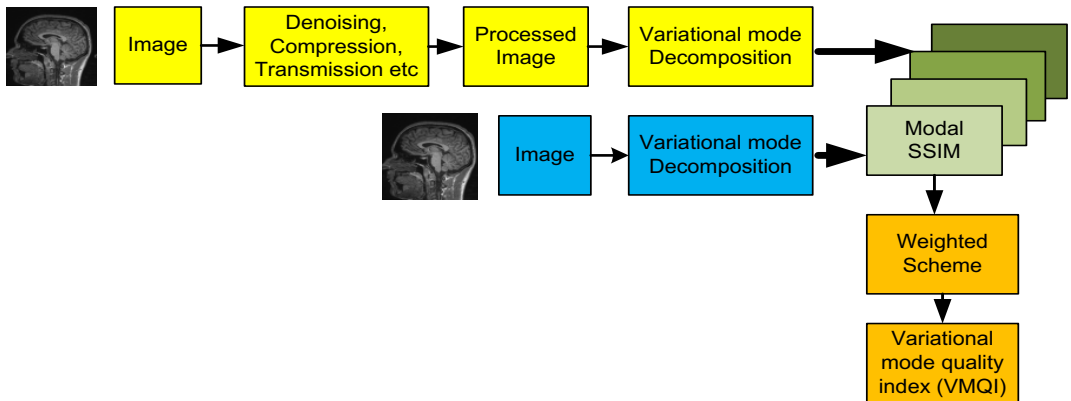 Image
Denoising,
Compression,
Transmission etc
Processed
Image
Variational mode
Decomposition
Image
Variational mode
Decomposition
Modal
SSIM
Weighted
Scheme
Variational
mode quality
index (VMQI)